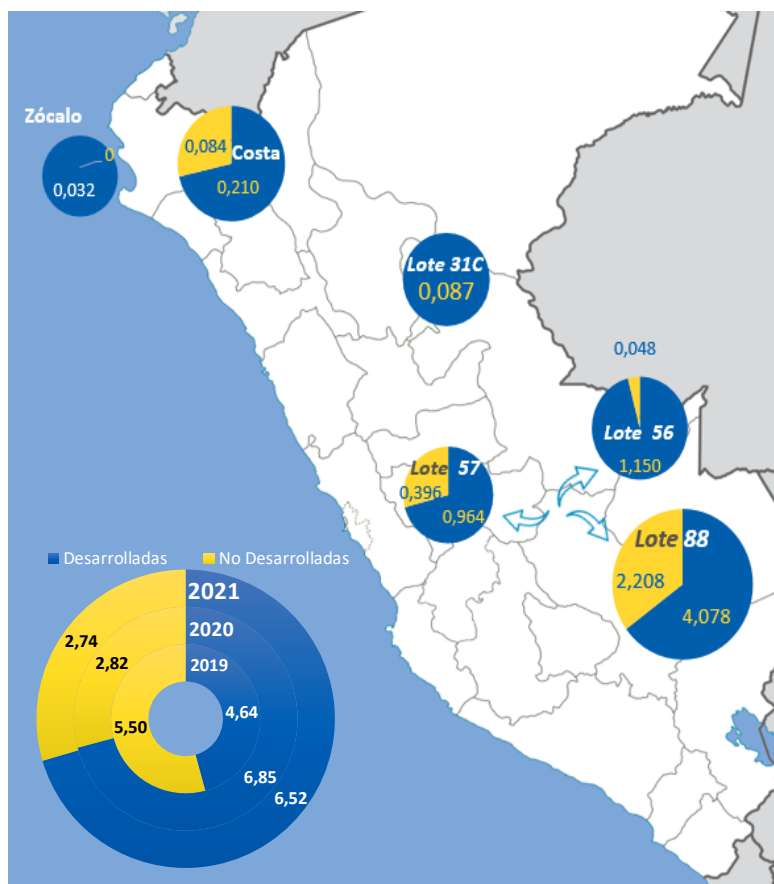 Zócalo
0
0,032
0,084
Costa
0,210
Lote 31C
0,087
0,048
Lote 56
1,150
Lote 57
0,396
0,964
Lote 88
2,208
4,078
Desarrolladas
No Desarrolladas
2021
2020
2019
2,74
2,82
5,50
4,64
6,85
6,52